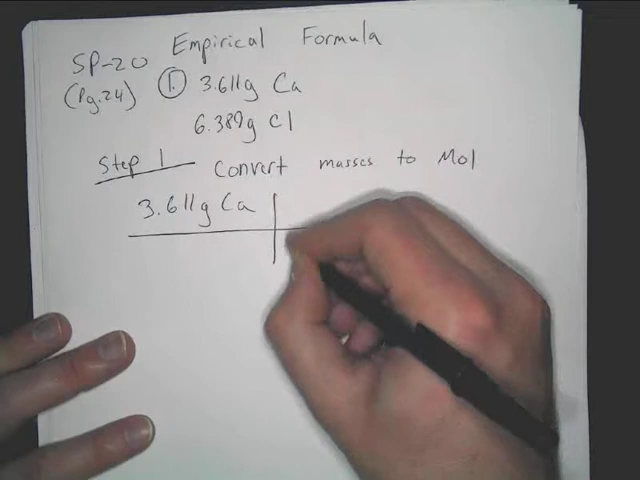 SP-20 Empirical Formula
(Pg.24) 1. 3.611g Ca
6.389g Cl
Step 1 Convert masses to Mol
3.611g Ca